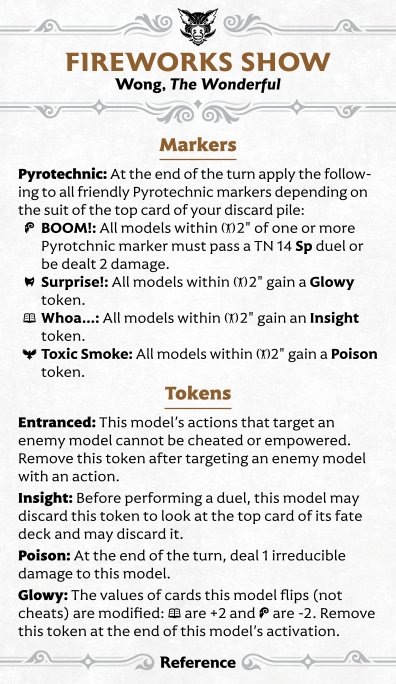 FIREWORKS SHOW
Wong, The Wonderful
Markers
Pyrotechnic: At the end of the turn apply the follow-
ing to all friendly Pyrotechnic markers depending on
the suit of the top card of your discard pile:
BOOM!: All models within 2" of one or more
Pyrotchnic marker must pass a TN 14 Sp duel or
be dealt 2 damage.
Surprise!: All models within 2" gain a Glowy
token.
Whoa...: All models within 2" gain an Insight
token.
Toxic Smoke: All models within 2" gain a Poison
token.
Tokens
Entranced: This model's actions that target an
enemy model cannot be cheated or empowered.
Remove this token after targeting an enemy model
with an action.
Insight: Before performing a duel, this model may
discard this token to look at the top card of its fate
deck and may discard it.
Poison: At the end of the turn, deal 1 irreducible
damage to this model.
Glowy: The values of cards this model flips (not
cheats) are modified: are +2 and are -2. Remove
this token at the end of this model's activation.
Reference